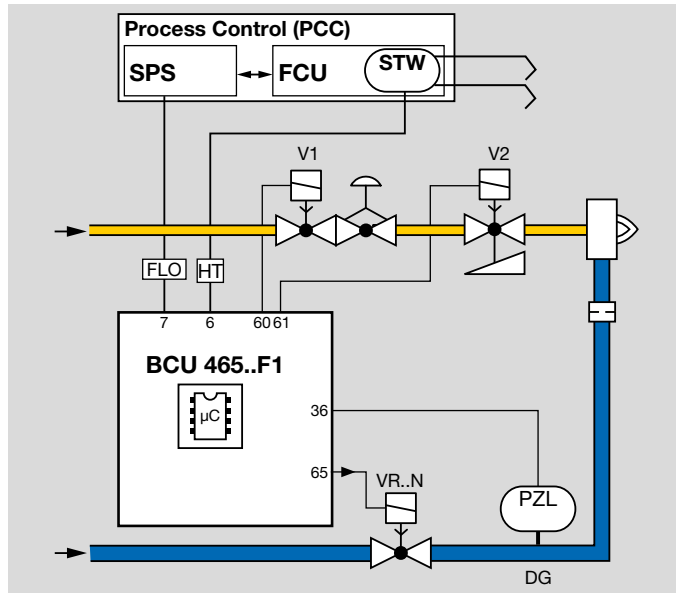 Process Control (PCC)
SPS
FCU
STW
V1
V2
FLO
HT
7
6
60
61
BCU 465..F1
µC
36
65
VR..N
PZL
DG